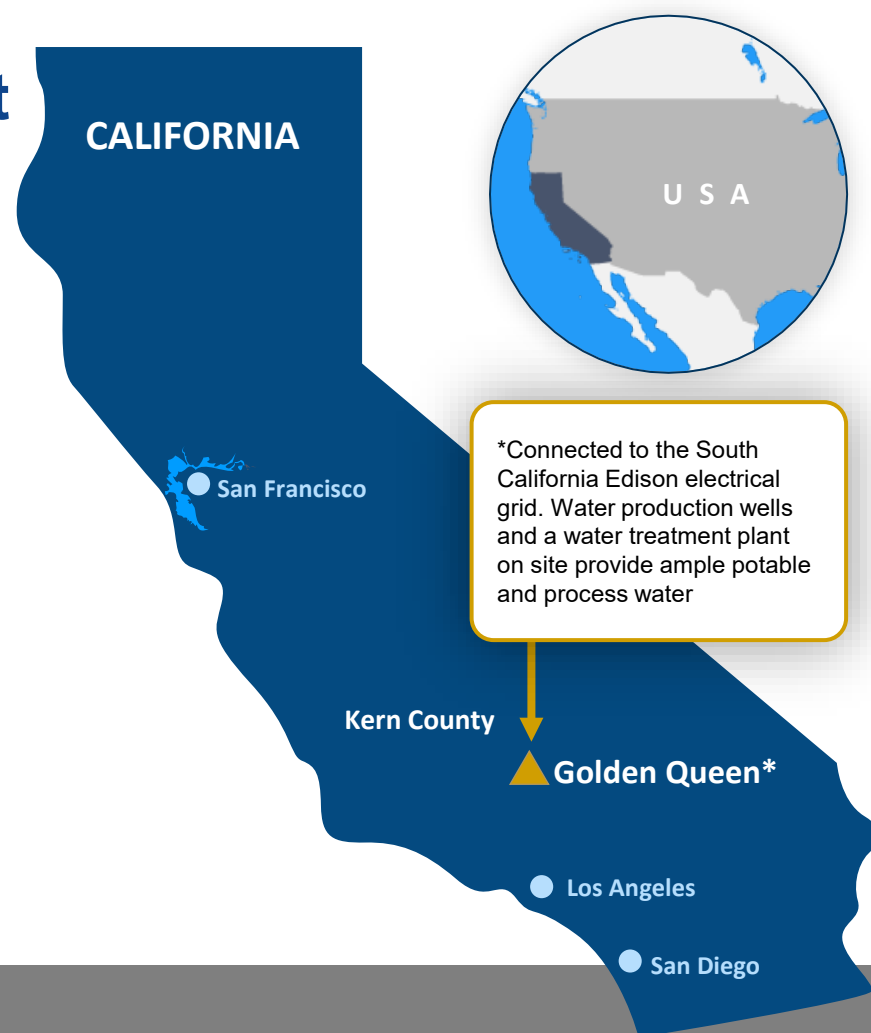 t
CALIFORNIA
U S A
*Connected to the South
California Edison electrical
grid. Water production wells
and a water treatment plant
on site provide ample potable
and process water
San Francisco
Kern County
Golden Queen*
Los Angeles
San Diego